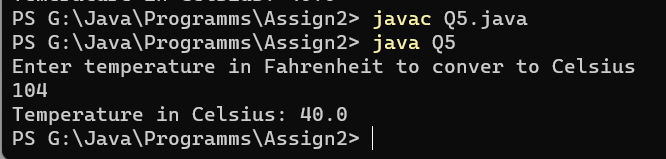 PS G:\Java\Programms\Assign2> javac Q5.java
PS G:\Java\Programms\Assign2> java Q5
Enter temperature in Fahrenheit to conver to Celsius
104
Temperature in Celsius: 40.0
PS G:\Java\Programms\Assign2>